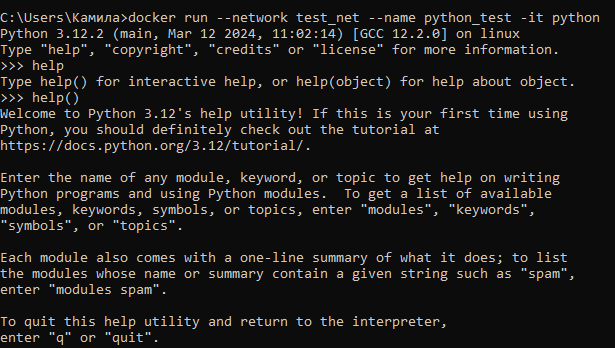 C:\Users\Камила>docker run --network test_net --name python_test -it python
Python 3.12.2 (main, Mar 12 2024, 11:02:14) [GCC 12.2.0] on linux
Type "help", "copyright", "credits" or "license" for more information.
>>> help
Type help() for interactive help, or help(object) for help about object.
>>> help()
Welcome to Python 3.12's help utility! If this is your first time using
Python, you should definitely check out the tutorial at
https://docs.python.org/3.12/tutorial/.
Enter the name of any module, keyword, or topic to get help on writing
Python programs and using Python modules.  To get a list of available
modules, keywords, symbols, or topics, enter "modules", "keywords",
"symbols", or "topics".
Each module also comes with a one-line summary of what it does; to list
the modules whose name or summary contain a given string such as "spam",
enter "modules spam".
To quit this help utility and return to the interpreter,
enter "q" or "quit".